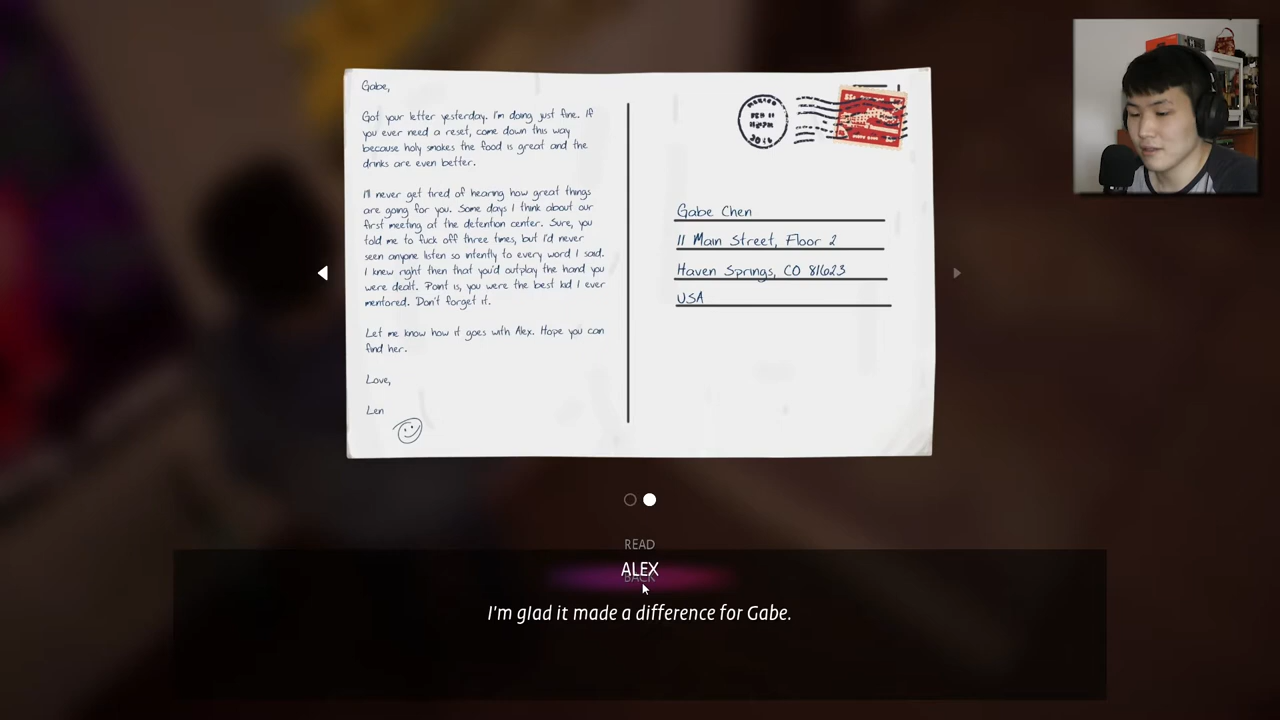 Gabe,
Got your letter yesterday. I'm doing just fine. If
you ever need a reset, come down this way
because holy smokes the food is great and the
drinks are even better.
I'll never get tired of hearing how great things
are going for you. Some days I think about our
first meeting at the detention center. Sure, you
told me to fuck off three times, but I'd never
seen anyone listen so intently to every word I said.
I knew right then that you'd outplay the hand you
were dealt. Point is, you were the best kid I ever
mentored. Don't forget it.
Let me know how it goes with Alex. Hope you can
find her.
Love,
Len
Gabe Chen
11 Main Street, Floor 2
Haven Springs, CO 81623
USA
READ
ALEX
BACK
I'm glad it made a difference for Gabe.